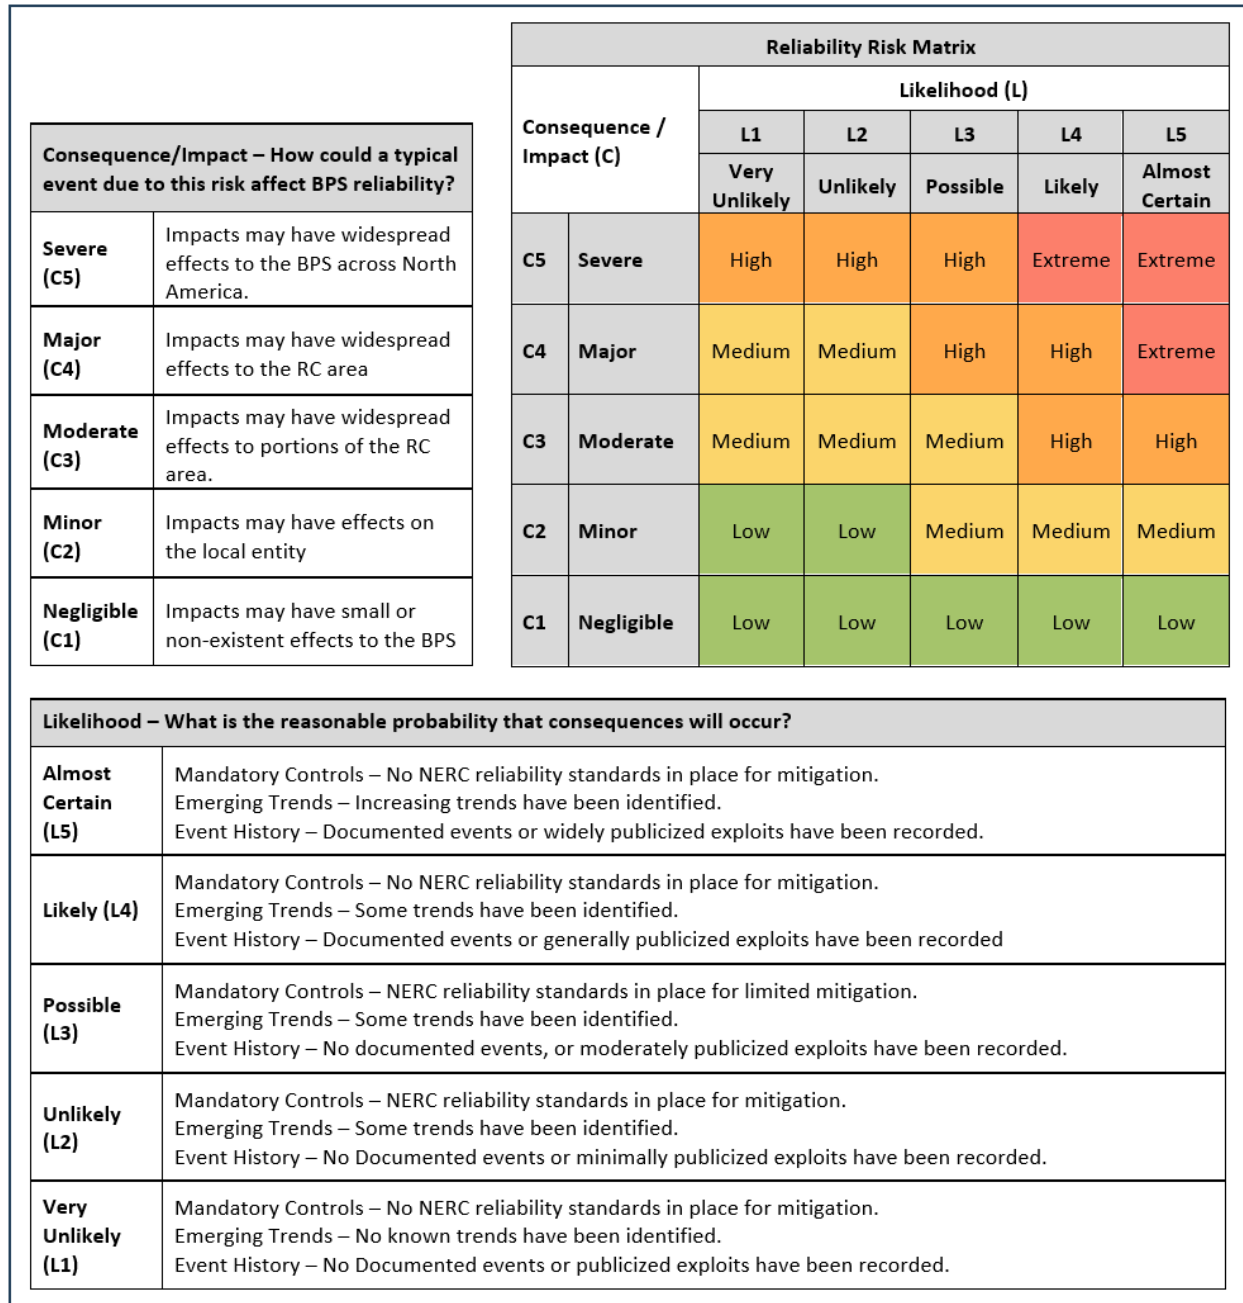 Reliability Risk Matrix
Consequence /
Impact (C)
Likelihood (L)
L1
L2
L3
L4
L5
Very
Unlikely
Unlikely
Possible
Likely
Almost
Certain
C5
Severe
High
High
High
Extreme
Extreme
C4
Major
Medium
Medium
High
High
Extreme
C3
Moderate
Medium
Medium
Medium
High
High
C2
Minor
Low
Low
Medium
Medium
Medium
C1
Negligible
Low
Low
Low
Low
Low
Consequence/Impact – How could a typical
event due to this risk affect BPS reliability?
Severe
(C5)
Impacts may have widespread
effects to the BPS across North
America.
Major
(C4)
Impacts may have widespread
effects to the RC area
Moderate
(C3)
Impacts may have widespread
effects to portions of the RC
area.
Minor
(C2)
Impacts may have effects on
the local entity
Negligible
(C1)
Impacts may have small or
non-existent effects to the BPS
Likelihood – What is the reasonable probability that consequences will occur?
Almost
Certain
(L5)
Mandatory Controls – No NERC reliability standards in place for mitigation.
Emerging Trends – Increasing trends have been identified.
Event History – Documented events or widely publicized exploits have been recorded.
Likely (L4)
Mandatory Controls – No NERC reliability standards in place for mitigation.
Emerging Trends – Some trends have been identified.
Event History – Documented events or generally publicized exploits have been recorded
Possible
(L3)
Mandatory Controls – NERC reliability standards in place for limited mitigation.
Emerging Trends – Some trends have been identified.
Event History – No documented events, or moderately publicized exploits have been recorded.
Unlikely
(L2)
Mandatory Controls – NERC reliability standards in place for mitigation.
Emerging Trends – Some trends have been identified.
Event History – No Documented events or minimally publicized exploits have been recorded.
Very
Unlikely
(L1)
Mandatory Controls – No NERC reliability standards in place for mitigation.
Emerging Trends – No known trends have been identified.
Event History – No Documented events or publicized exploits have been recorded.